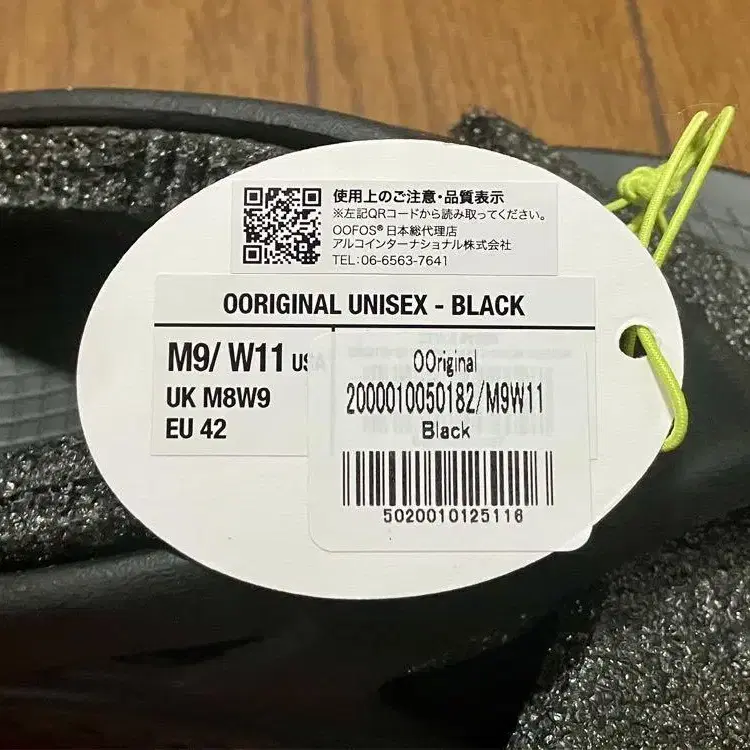 使用上のご注意・品質表示
※左記QRコードから読み取ってください。
OOFOS® 日本総代理店
アルコインターナショナル株式会社
TEL:06-6563-7641
OORIGINAL UNISEX - BLACK
M9/ W11 US
UK M8W9
EU 42
OOriginal
2000010050182/M9W11
Black
5020010125116